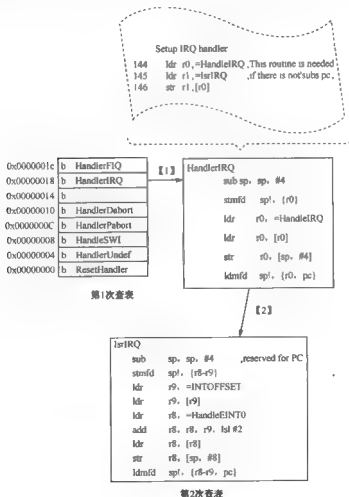 Setup IRQ handler
144 ldr r0,=HandleIRQ ,This routine is needed
145 ldr r1,=IsrIRQ ,if there is not'subs pc,
146 str r1,[r0]
0x0000001c b HandlerFIQ
0x00000018 b HandlerIRQ
0x00000014 b
0x00000010 b HandlerDabort
0x0000000C b HandlerPabort
0x00000008 b HandleSWI
0x00000004 b HandlerUndef
0x00000000 b ResetHandler
第1次查表
【1】
HandlerIRQ
sub sp, sp, #4
stmfd sp!, {r0}
ldr r0, =HandleIRQ
ldr r0, [r0]
str r0, [sp, #4]
ldmfd sp!, {r0, pc}
【2】
IsrIRQ
sub sp, sp, #4 ,reserved for PC
stmfd sp!, {r8-r9}
ldr r9, =INTOFFSET
ldr r9, [r9]
ldr r8, =HandleEINT0
add r8, r8, r9, lsl #2
ldr r8, [r8]
str r8, [sp, #8]
ldmfd sp!, {r8-r9, pc}
第2次查表